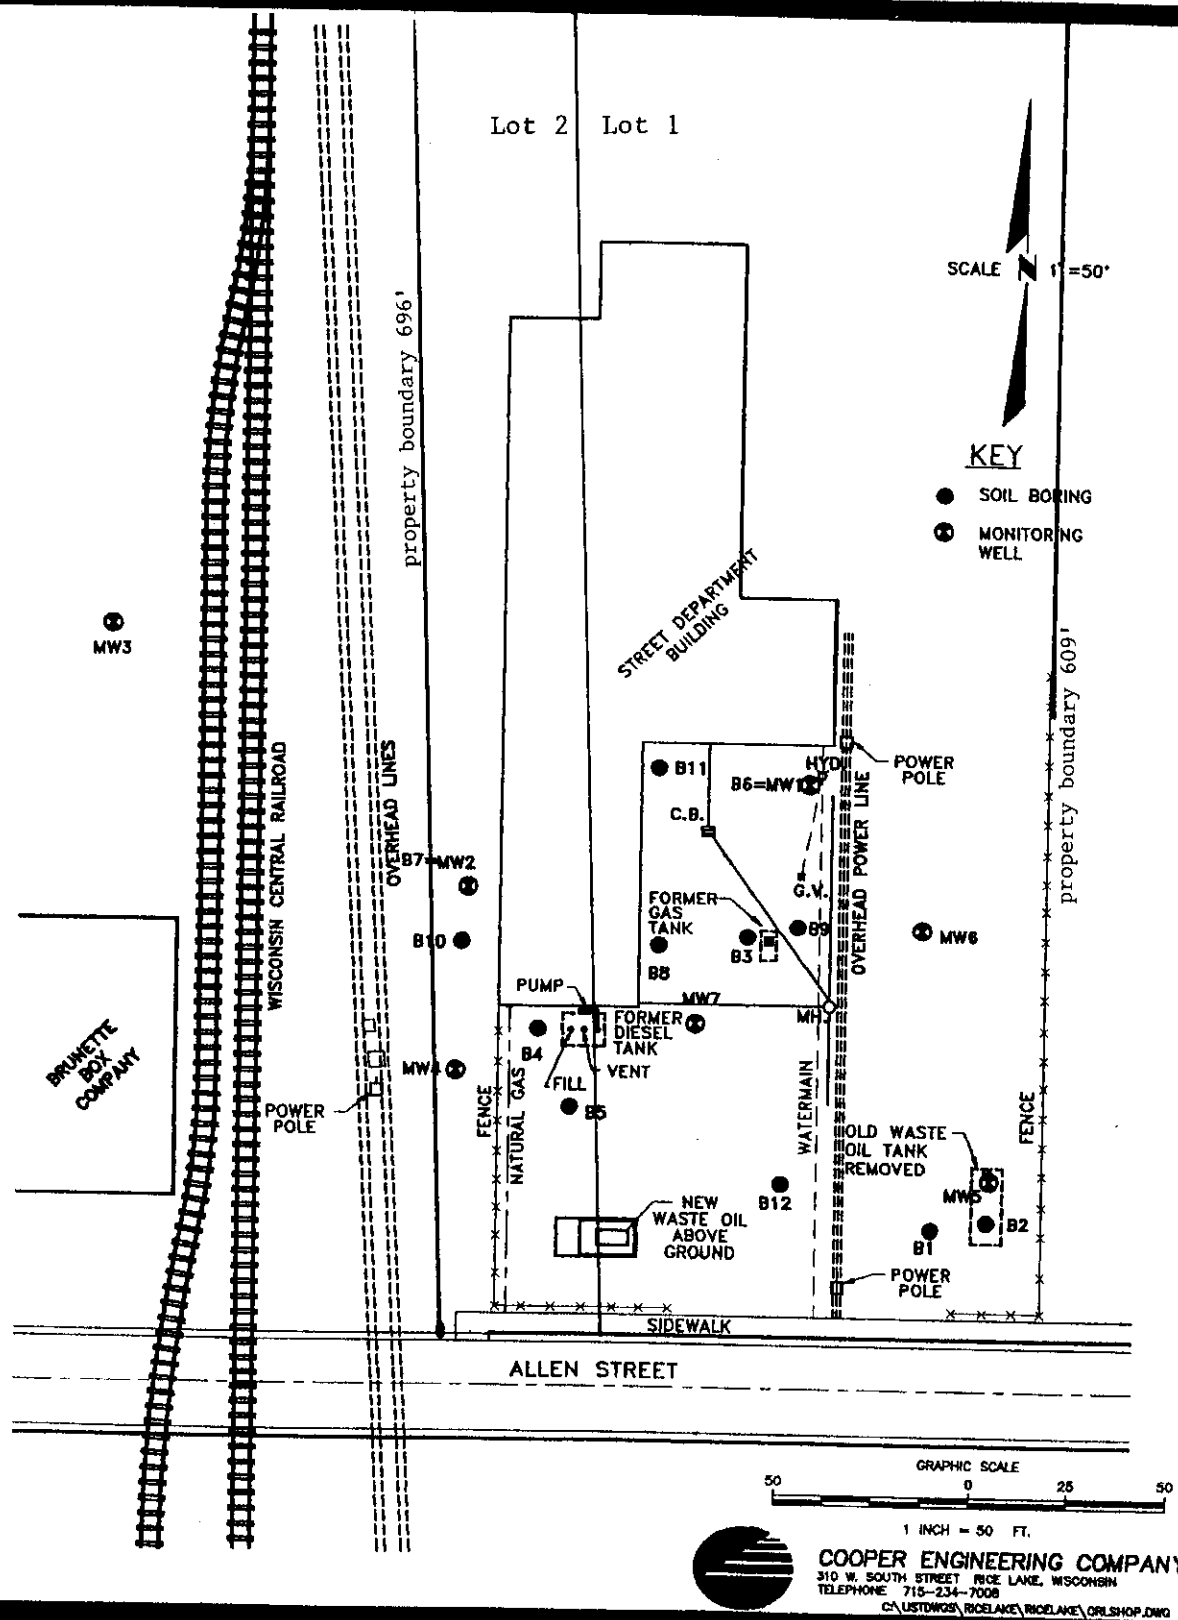 Lot 2
Lot 1
SCALE N 1"=50'
KEY
SOIL BORING
MONITORING
WELL
property boundary 696'
property boundary 609'
STREET DEPARTMENT
BUILDING
MW3
WISCONSIN CENTRAL RAILROAD
OVERHEAD LINES
HYD.
POWER
POLE
B11
B6=MW1
C.B.
OVERHEAD POWER LINE
B7=MW2
G.V.
FORMER
GAS
TANK
B10
B8
B3
B9
MW6
PUMP
MW7
FORMER
DIESEL
TANK
MH
B4
VENT
FILL
MW4
B5
BRUNETTE
BOX
COMPANY
POWER
POLE
FENCE
NATURAL GAS
WATERMAIN
OLD WASTE
OIL TANK
REMOVED
FENCE
MW5
B12
B1
B2
NEW
WASTE OIL
ABOVE
GROUND
POWER
POLE
SIDEWALK
ALLEN STREET
GRAPHIC SCALE
50 0 25 50
1 INCH = 50 FT.
COOPER ENGINEERING COMPANY
310 W. SOUTH STREET RICE LAKE, WISCONSIN
TELEPHONE 715-234-7008
C:\USTDWGS\RICELAKE\RICELAKE\ORLSHOP.DWG